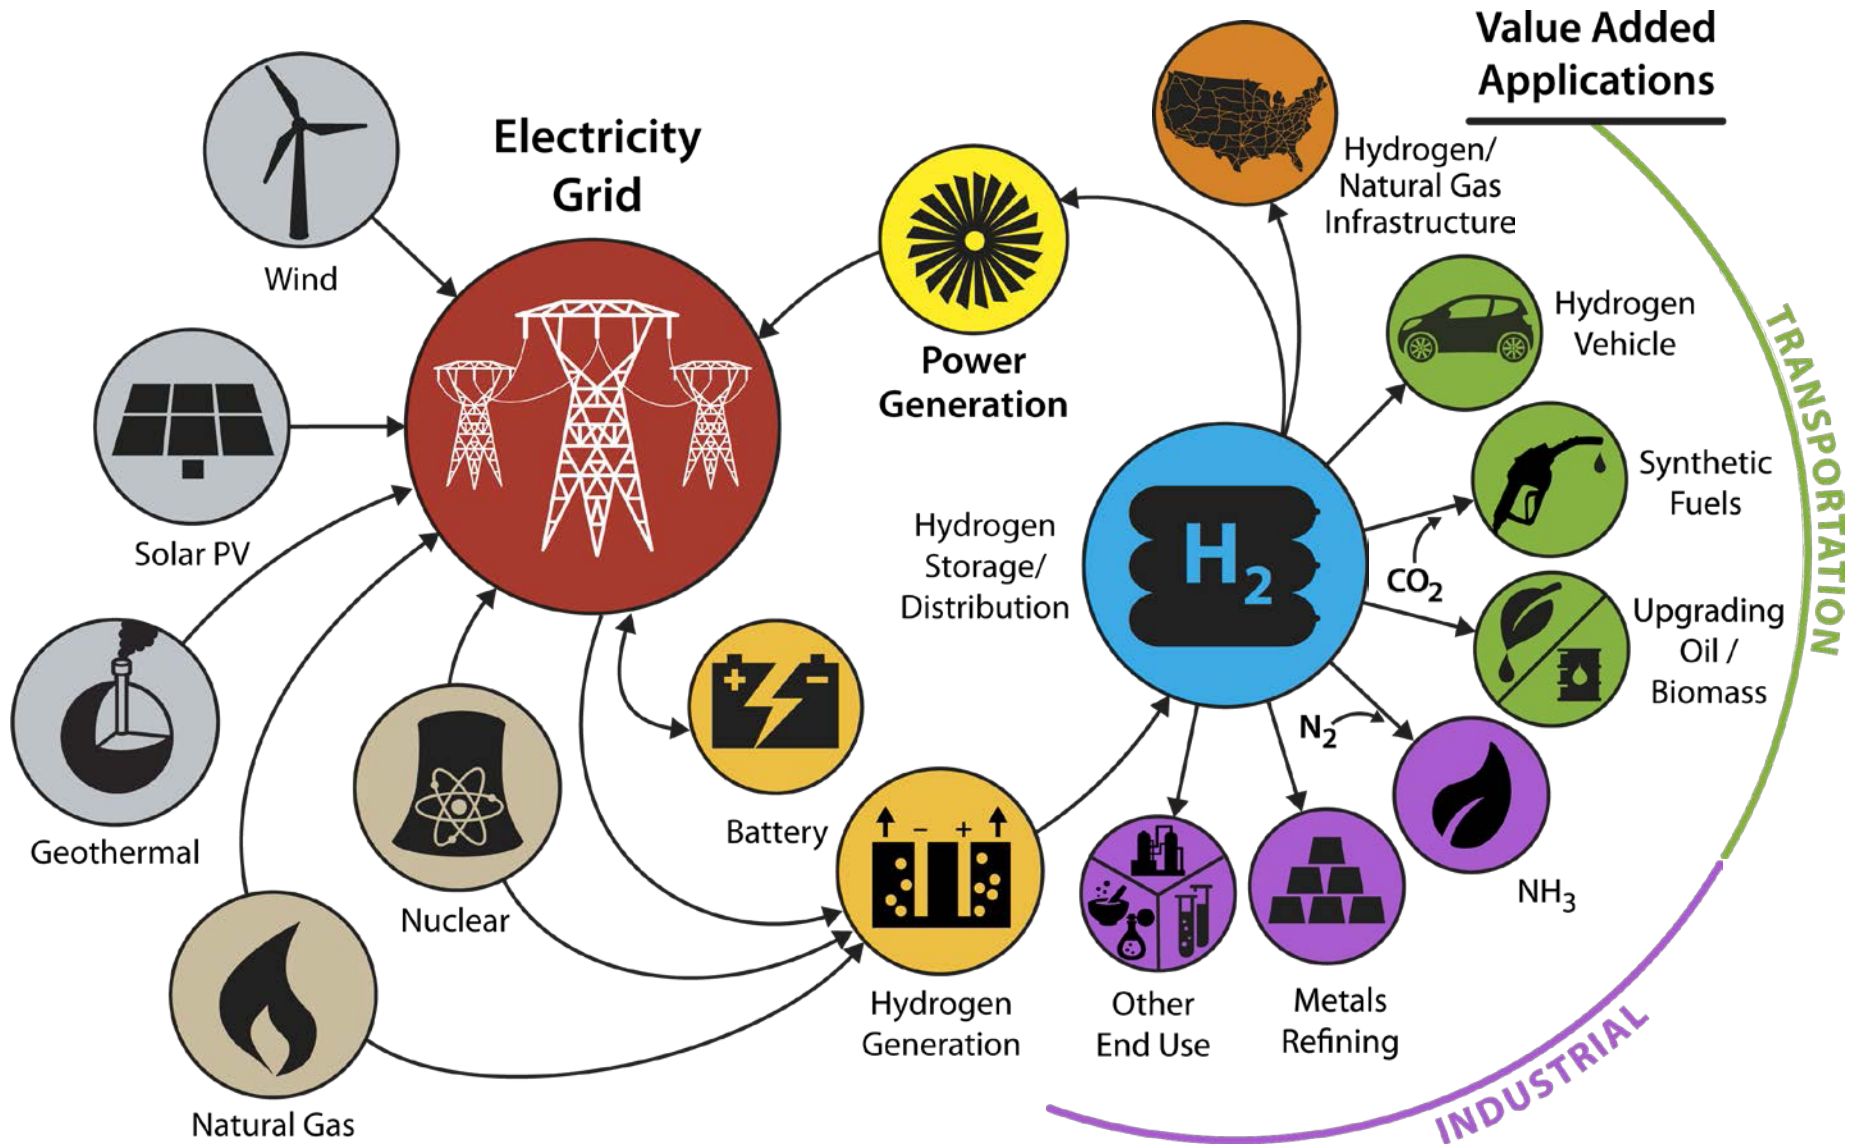 Value Added
Applications
Electricity
Grid
Wind
Solar PV
Geothermal
Natural Gas
Nuclear
Battery
+ −
Power
Generation
Hydrogen
Generation
− +
Hydrogen
Storage/
Distribution
H₂
Hydrogen/
Natural Gas
Infrastructure
Hydrogen
Vehicle
Synthetic
Fuels
CO₂
Upgrading
Oil /
Biomass
N₂
NH₃
Metals
Refining
Other
End Use
TRANSPORTATION
INDUSTRIAL